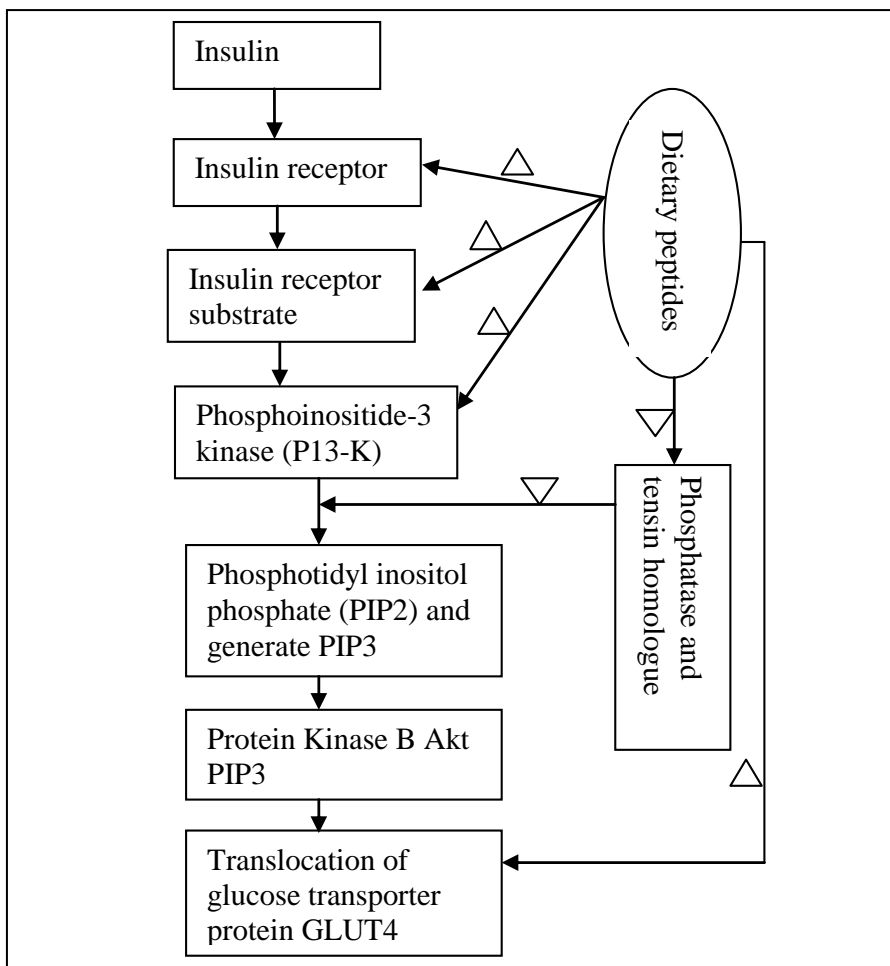 Insulin
Insulin receptor
Insulin receptor
substrate
Phosphoinositide-3
kinase (P13-K)
Phosphotidyl inositol
phosphate (PIP2) and
generate PIP3
Protein Kinase B Akt
PIP3
Translocation of
glucose transporter
protein GLUT4
Dietary peptides
Phosphatase and
tensin homologue